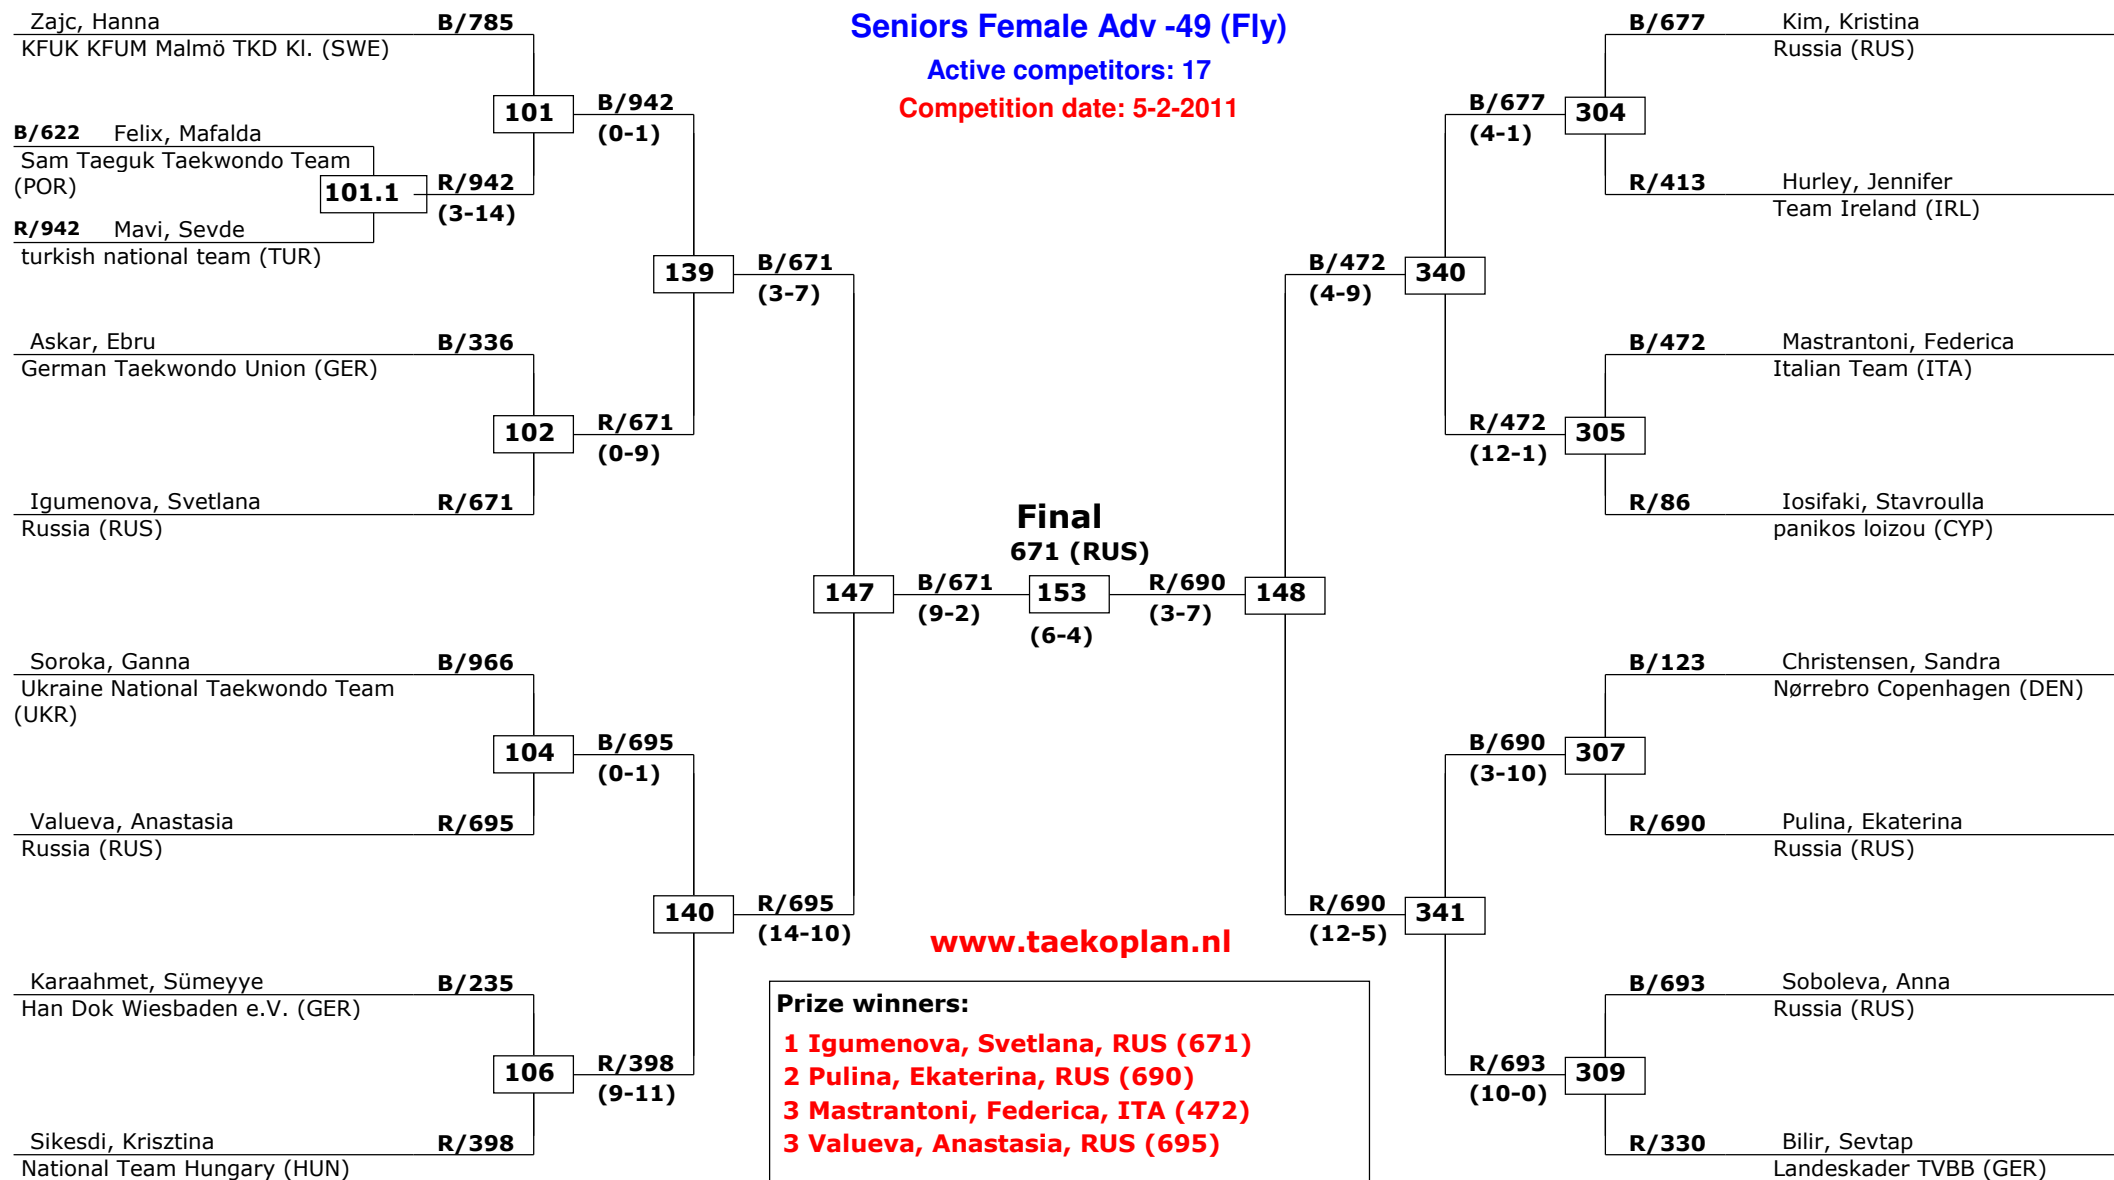 Seniors Female Adv -49 (Fly)
Active competitors: 17
Competition date: 5-2-2011
Zajc, Hanna B/785
KFUK KFUM Malmö TKD Kl. (SWE)
101
B/942
(0-1)
B/622 Felix, Mafalda
Sam Taeguk Taekwondo Team
(POR)
101.1
R/942
(3-14)
R/942 Mavi, Sevde
turkish national team (TUR)
139
B/671
(3-7)
Askar, Ebru B/336
German Taekwondo Union (GER)
102
R/671
(0-9)
Igumenova, Svetlana R/671
Russia (RUS)
147
B/671
(9-2)
Soroka, Ganna B/966
Ukraine National Taekwondo Team
(UKR)
104
B/695
(0-1)
Valueva, Anastasia R/695
Russia (RUS)
140
R/695
(14-10)
Karaahmet, Sümeyye B/235
Han Dok Wiesbaden e.V. (GER)
106
R/398
(9-11)
Sikesdi, Krisztina R/398
National Team Hungary (HUN)
Final
671 (RUS)
153
(6-4)
R/690
(3-7)
148
B/677 Kim, Kristina
Russia (RUS)
B/677
(4-1)
304
R/413 Hurley, Jennifer
Team Ireland (IRL)
B/472
(4-9)
340
B/472 Mastrantoni, Federica
Italian Team (ITA)
R/472
(12-1)
305
R/86 Iosifaki, Stavroulla
panikos loizou (CYP)
B/123 Christensen, Sandra
Nørrebro Copenhagen (DEN)
B/690
(3-10)
307
R/690 Pulina, Ekaterina
Russia (RUS)
R/690
(12-5)
341
B/693 Soboleva, Anna
Russia (RUS)
R/693
(10-0)
309
R/330 Bilir, Sevtap
Landeskader TVBB (GER)
www.taekoplan.nl
Prize winners:
1 Igumenova, Svetlana, RUS (671)
2 Pulina, Ekaterina, RUS (690)
3 Mastrantoni, Federica, ITA (472)
3 Valueva, Anastasia, RUS (695)